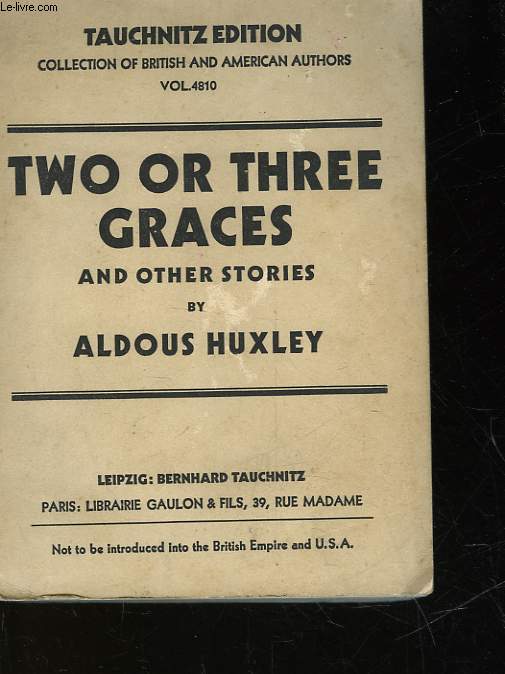 Le-livre.com
TAUCHNITZ EDITION
COLLECTION OF BRITISH AND AMERICAN AUTHORS
VOL.4810
TWO OR THREE
GRACES
AND OTHER STORIES
BY
ALDOUS HUXLEY
LEIPZIG: BERNHARD TAUCHNITZ
PARIS: LIBRAIRIE GAULON & FILS, 39, RUE MADAME
Not to be introduced into the British Empire and U.S.A.